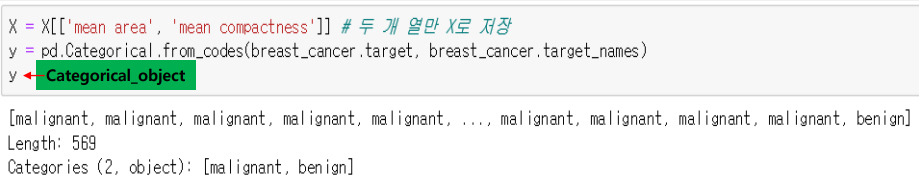 X = X[['mean area', 'mean compactness']] # 두 개 열만 X로 저장
y = pd.Categorical.from_codes(breast_cancer.target, breast_cancer.target_names)
y Categorical_object
[malignant, malignant, malignant, malignant, malignant, ..., malignant, malignant, malignant, malignant, benign]
Length: 569
Categories (2, object): [malignant, benign]